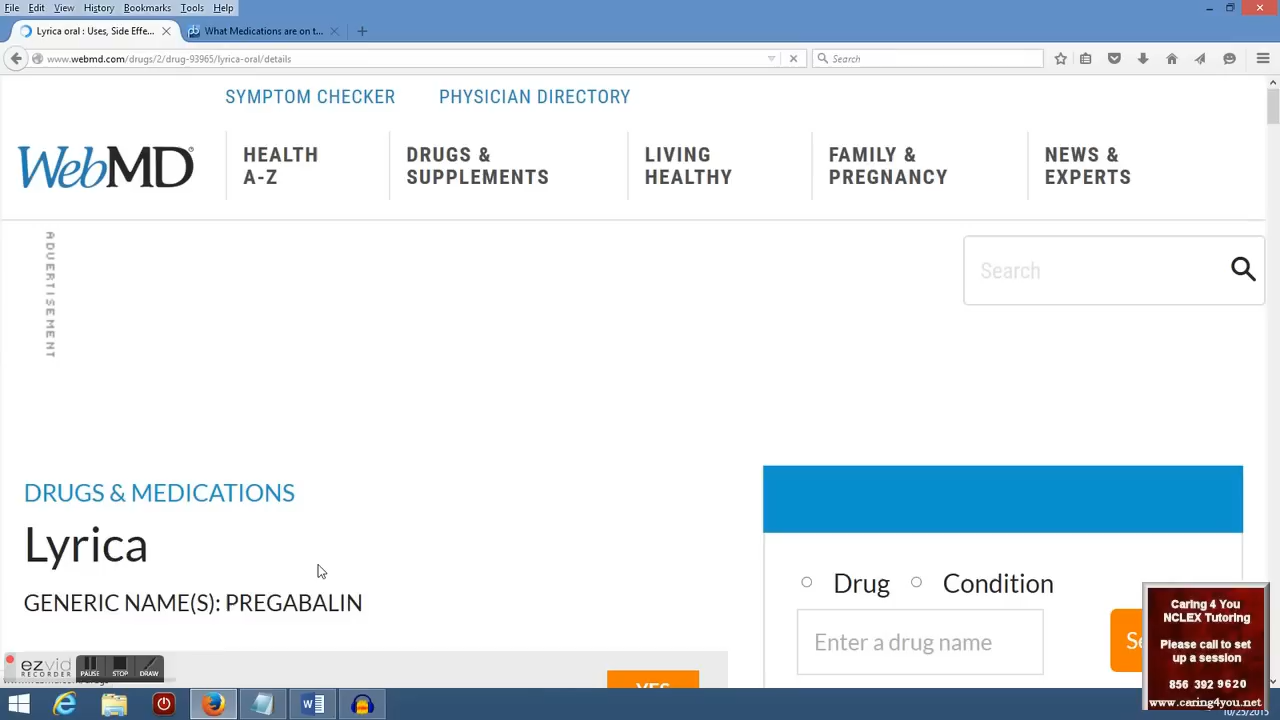 File Edit View History Bookmarks Tools Help
Lyrica oral : Uses, Side Effe...
What Medications are on t...
www.webmd.com/drugs/2/drug-93965/lyrica-oral/details
Search
SYMPTOM CHECKER PHYSICIAN DIRECTORY
WebMD
HEALTH
A-Z
DRUGS &
SUPPLEMENTS
LIVING
HEALTHY
FAMILY &
PREGNANCY
NEWS &
EXPERTS
ADVERTISEMENT
Search
DRUGS & MEDICATIONS
Lyrica
GENERIC NAME(S): PREGABALIN
Drug Condition
Enter a drug name
YES
ezvid
RECORDER
PAUSE STOP DRAW
Caring 4 You
NCLEX Tutoring
Please call to set
up a session
856 392 9620
www.caring4you.net
10/25/2015